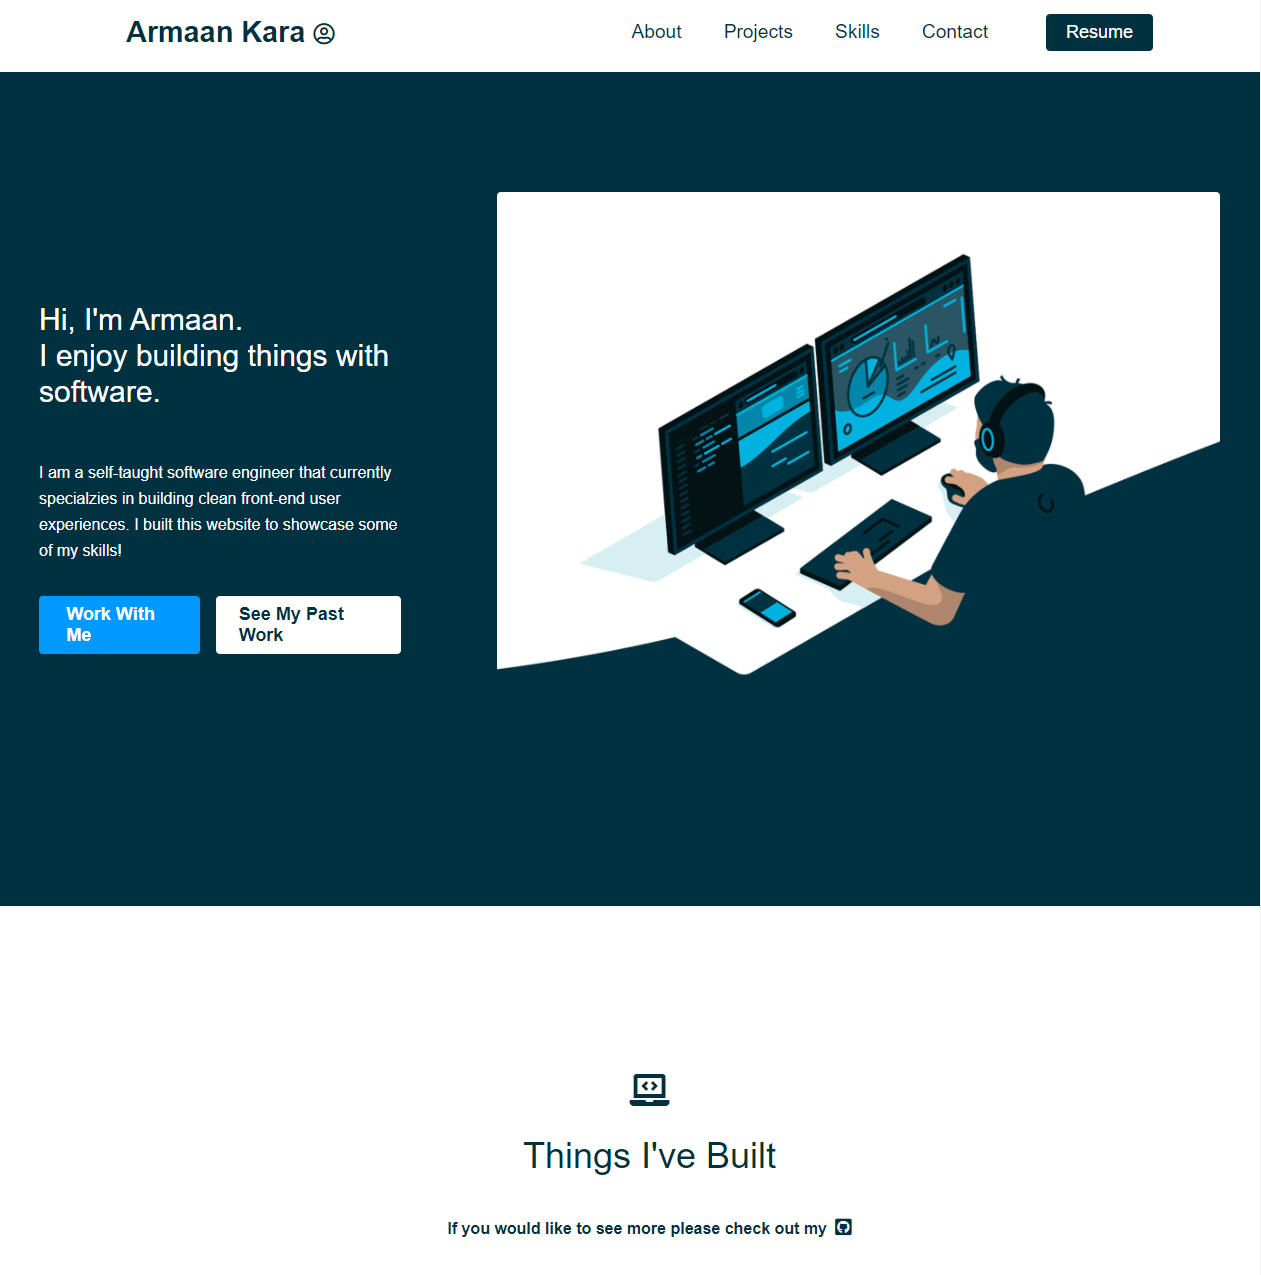 Armaan Kara
About Projects Skills Contact Resume
Hi, I'm Armaan.
I enjoy building things with
software.
I am a self-taught software engineer that currently
specialzies in building clean front-end user
experiences. I built this website to showcase some
of my skills!
Work With
Me
See My Past
Work
Things I've Built
If you would like to see more please check out my